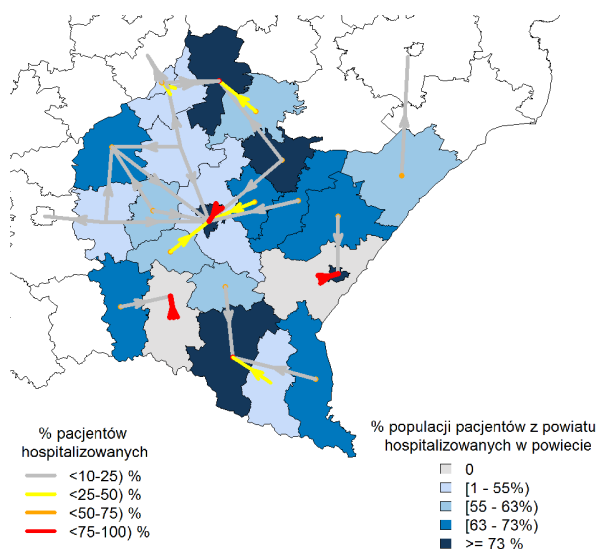 % pacjentów
hospitalizowanych
<10-25) %
<25-50) %
<50-75) %
<75-100) %
% populacji pacjentów z powiatu
hospitalizowanych w powiecie
0
[1 - 55%)
[55 - 63%)
[63 - 73%)
>= 73 %